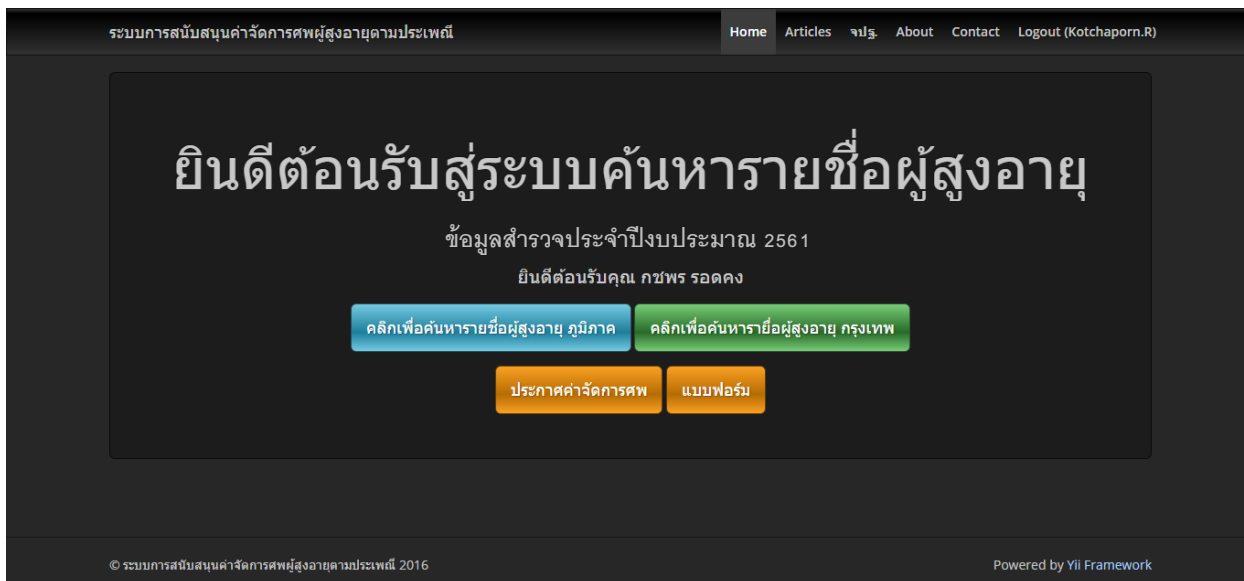 ระบบการสนับสนุนค่าจัดการศพผู้สูงอายุตามประเพณี Home Articles จปฐ. About Contact Logout (Kotchaporn.R)
ยินดีต้อนรับสู่ระบบค้นหารายชื่อผู้สูงอายุ
ข้อมูลสำรวจประจำปีงบประมาณ 2561
ยินดีต้อนรับคุณ กชพร รอดคง
คลิกเพื่อค้นหารายชื่อผู้สูงอายุ ภูมิภาค คลิกเพื่อค้นหารายื่อผู้สูงอายุ กรุงเทพ
ประกาศค่าจัดการศพ แบบฟอร์ม
© ระบบการสนับสนุนค่าจัดการศพผู้สูงอายุตามประเพณี 2016 Powered by Yii Framework